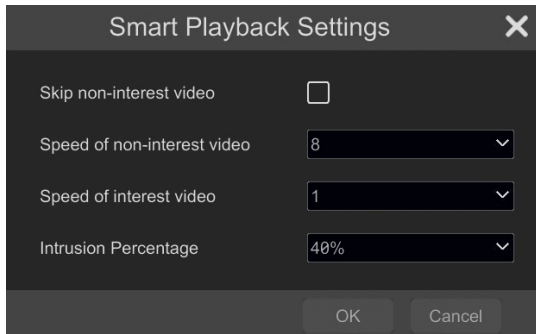 Smart Playback Settings
Skip non-interest video
Speed of non-interest video 8
Speed of interest video 1
Intrusion Percentage 40%
OK Cancel